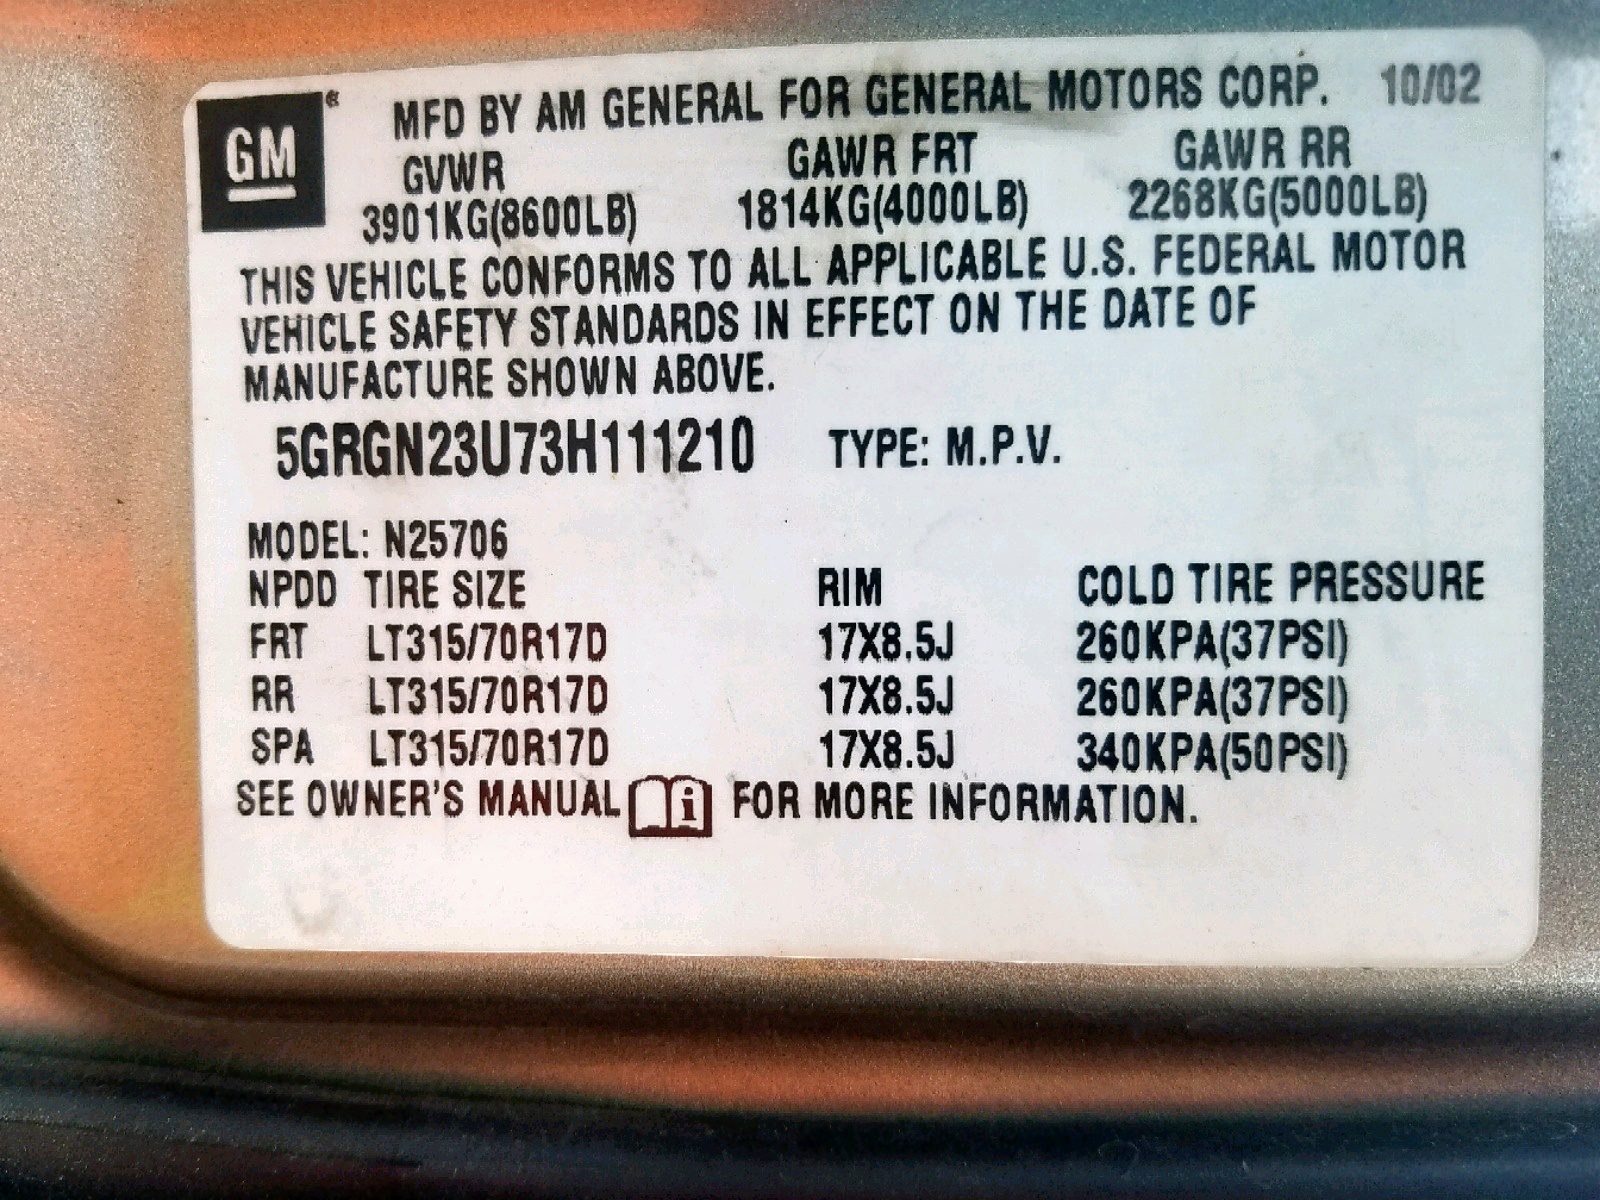 GM® MFD BY AM GENERAL FOR GENERAL MOTORS CORP. 10/02
GVWR GAWR FRT GAWR RR
3901KG(8600LB) 1814KG(4000LB) 2268KG(5000LB)
THIS VEHICLE CONFORMS TO ALL APPLICABLE U.S. FEDERAL MOTOR
VEHICLE SAFETY STANDARDS IN EFFECT ON THE DATE OF
MANUFACTURE SHOWN ABOVE.
5GRGN23U73H111210 TYPE: M.P.V.
MODEL: N25706
NPDD TIRE SIZE RIM COLD TIRE PRESSURE
FRT LT315/70R17D 17X8.5J 260KPA(37PSI)
RR LT315/70R17D 17X8.5J 260KPA(37PSI)
SPA LT315/70R17D 17X8.5J 340KPA(50PSI)
SEE OWNER'S MANUAL i FOR MORE INFORMATION.